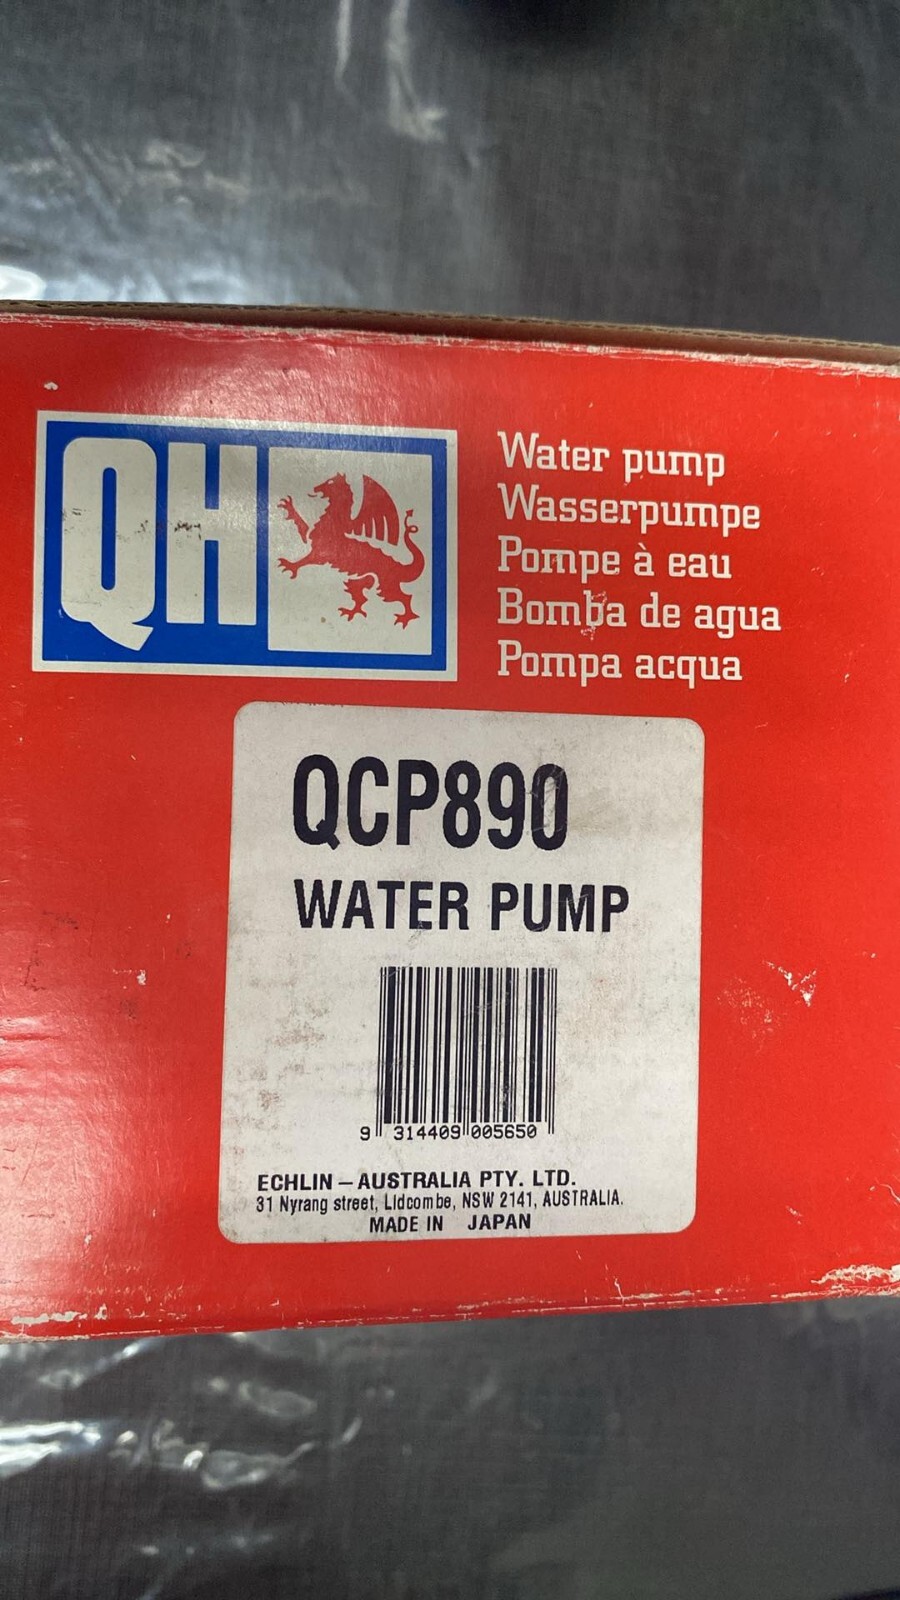 QH
Water pump
Wasserpumpe
Pompe à eau
Bomba de agua
Pompa acqua
QCP890
WATER PUMP
9 314409 005650
ECHLIN – AUSTRALIA PTY. LTD.
31 Nyrang street, Lidcombe, NSW 2141, AUSTRALIA.
MADE IN JAPAN